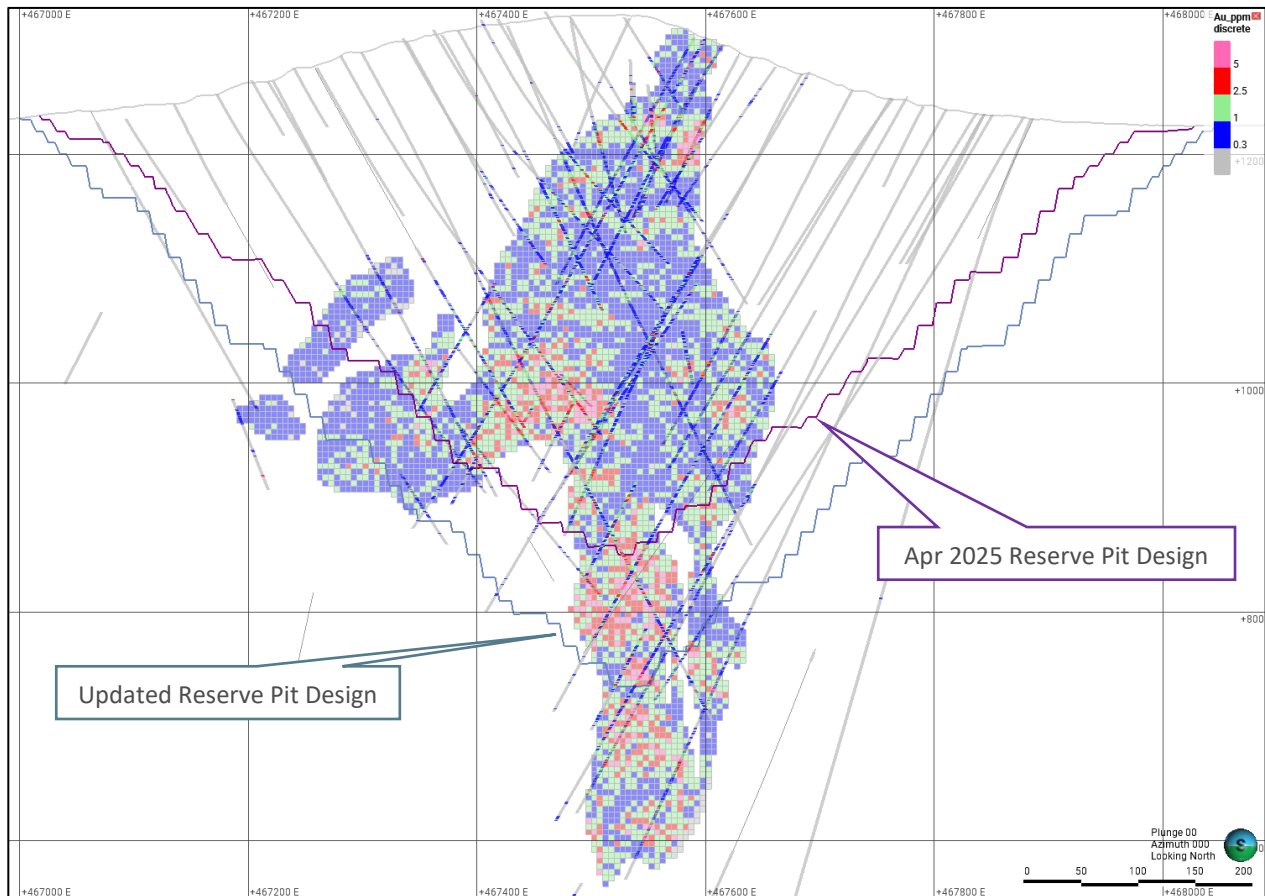 +467000 E
+467200 E
+467400 E
+467600 E
+467800 E
+468000 E
Au_ppm
discrete
5
2.5
1
0.3
+1200
+1000
Apr 2025 Reserve Pit Design
+800
Updated Reserve Pit Design
Plunge 00
Azimuth 000
Looking North
S
0
0 50 100 150 200
+467000 E
+467200 E
+467400 E
+467600 E
+467800 E
+468000 E